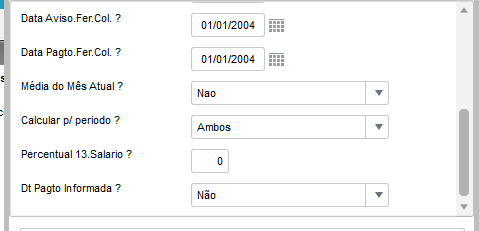 Data Aviso.Fer.Col. ? 01/01/2004
Data Pagto.Fer.Col. ? 01/01/2004
Média do Mês Atual ? Nao
Calcular p/ periodo ? Ambos
Percentual 13.Salario ? 0
Dt Pagto Informada ? Não